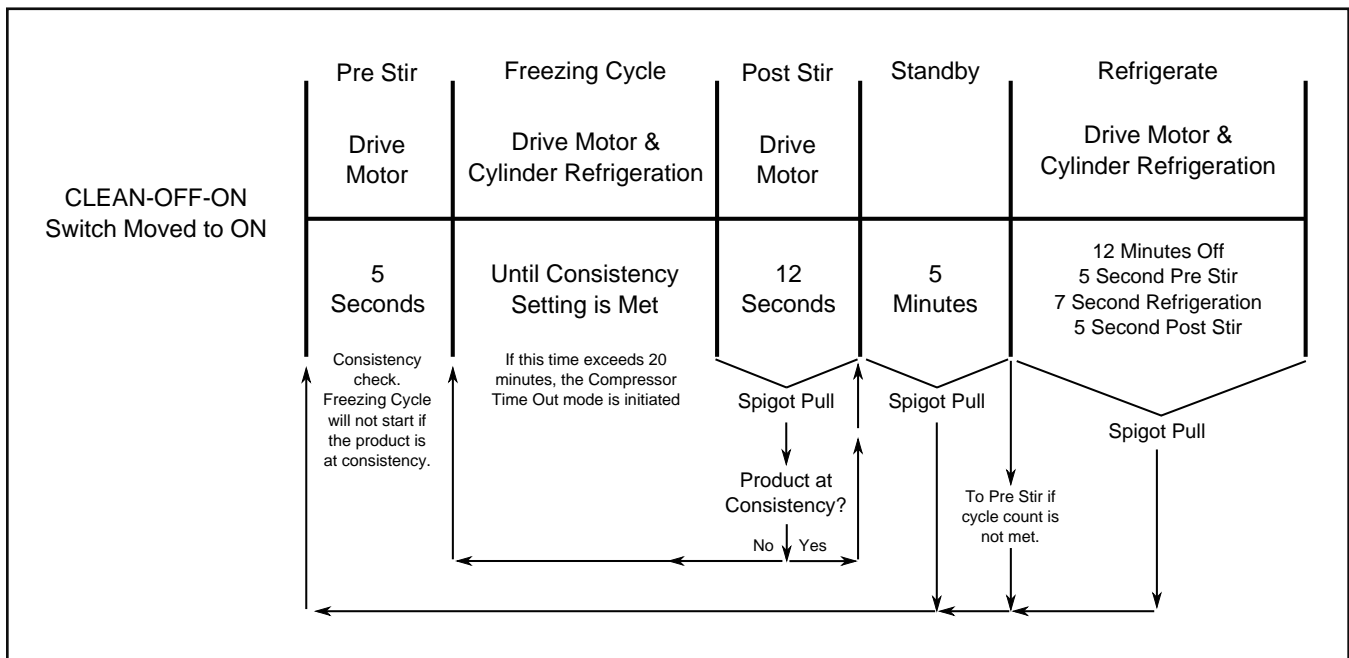 Pre Stir
Freezing Cycle
Post Stir
Standby
Refrigerate
CLEAN-OFF-ON
Switch Moved to ON
Drive
Motor
Drive Motor &
Cylinder Refrigeration
Drive
Motor
Drive Motor &
Cylinder Refrigeration
5
Seconds
Until Consistency
Setting is Met
12
Seconds
5
Minutes
12 Minutes Off
5 Second Pre Stir
7 Second Refrigeration
5 Second Post Stir
Consistency
check.
Freezing Cycle
will not start if
the product is
at consistency.
If this time exceeds 20
minutes, the Compressor
Time Out mode is initiated
Spigot Pull
Spigot Pull
Spigot Pull
Product at
Consistency?
No
Yes
To Pre Stir if
cycle count is
not met.